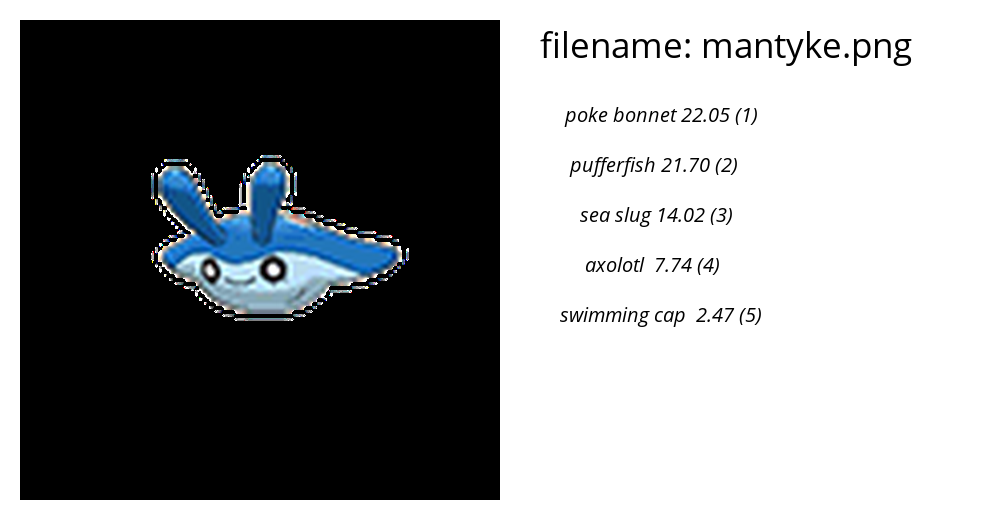 filename: mantyke.png
poke bonnet 22.05 (1)
pufferfish 21.70 (2)
sea slug 14.02 (3)
axolotl  7.74 (4)
swimming cap  2.47 (5)